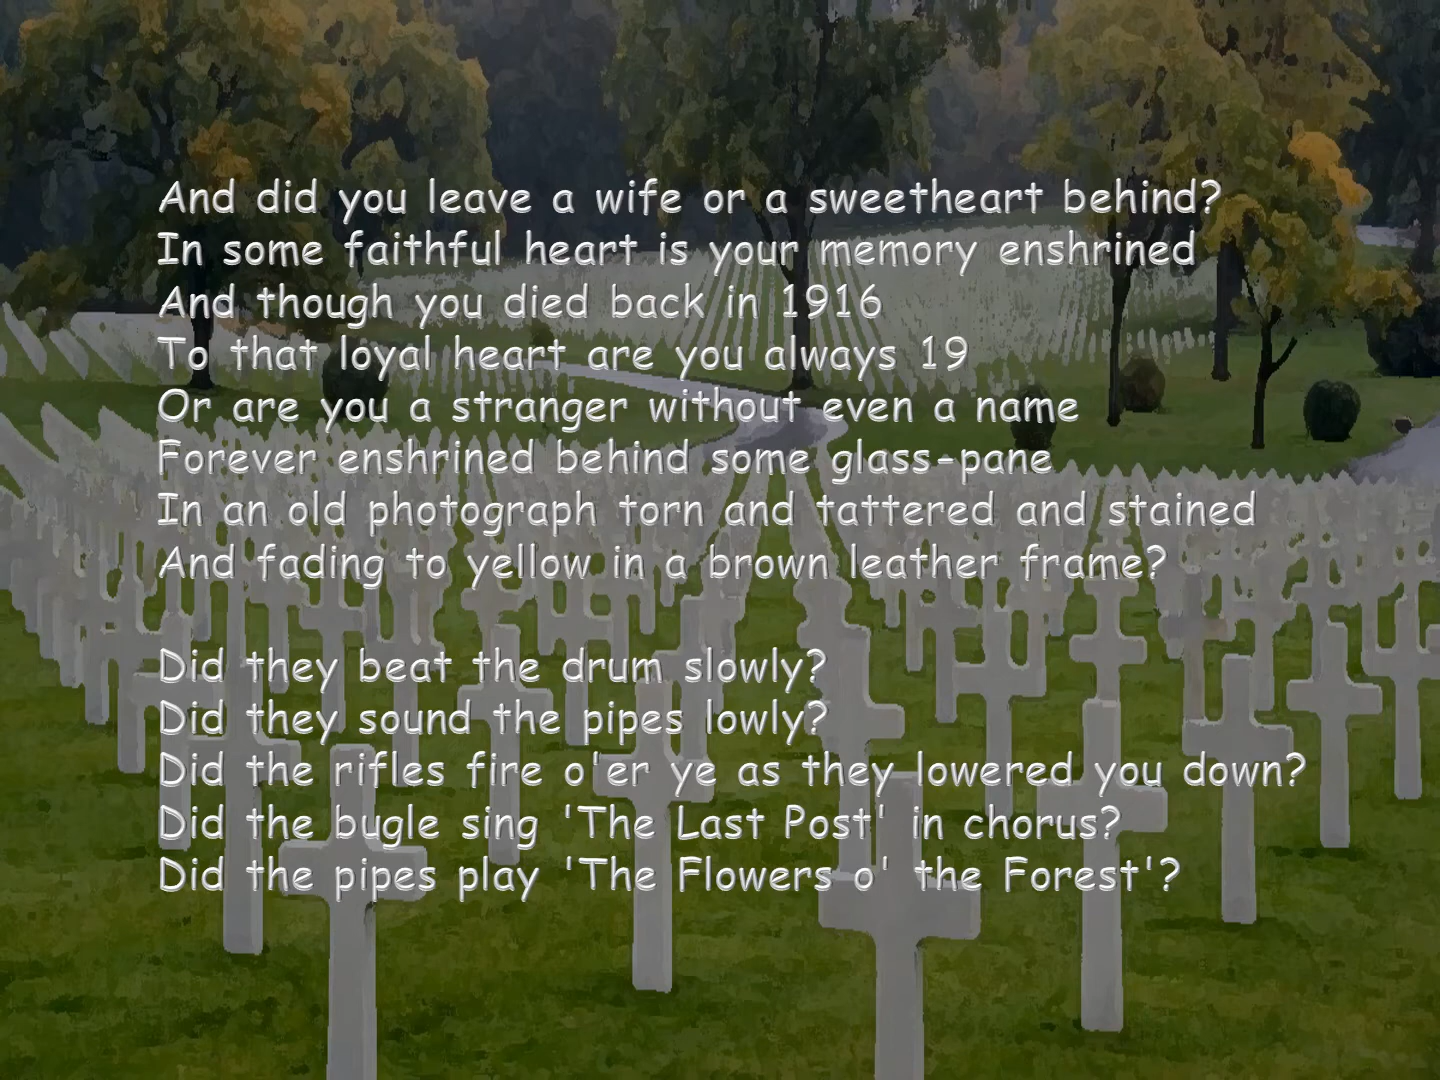 And did you leave a wife or a sweetheart behind?
In some faithful heart is your memory enshrined
And though you died back in 1916
To that loyal heart are you always 19
Or are you a stranger without even a name
Forever enshrined behind some glass-pane
In an old photograph torn and tattered and stained
And fading to yellow in a brown leather frame?

Did they beat the drum slowly?
Did they sound the pipes lowly?
Did the rifles fire o'er ye as they lowered you down?
Did the bugle sing 'The Last Post' in chorus?
Did the pipes play 'The Flowers o' the Forest'?